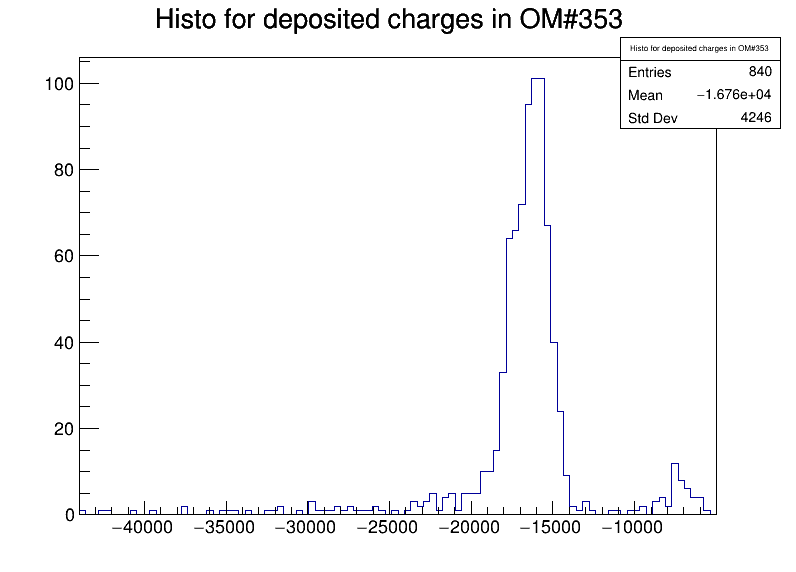 Histo for deposited charges in OM#353
Histo for deposited charges in OM#353
Entries 840
Mean −1.676e+04
Std Dev 4246
100
80
60
40
20
0
−40000 −35000 −30000 −25000 −20000 −15000 −10000